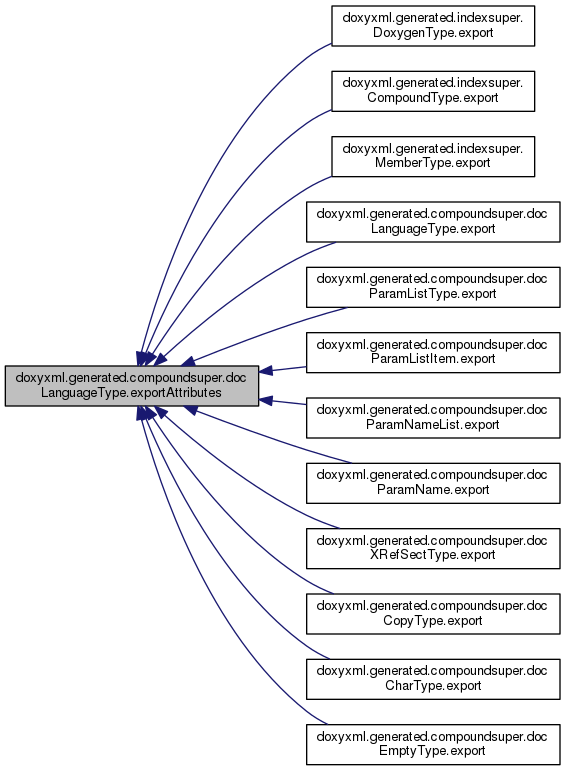 doxyxml.generated.indexsuper.
DoxygenType.export
doxyxml.generated.indexsuper.
CompoundType.export
doxyxml.generated.indexsuper.
MemberType.export
doxyxml.generated.compoundsuper.doc
LanguageType.export
doxyxml.generated.compoundsuper.doc
ParamListType.export
doxyxml.generated.compoundsuper.doc
ParamListItem.export
doxyxml.generated.compoundsuper.doc
LanguageType.exportAttributes
doxyxml.generated.compoundsuper.doc
ParamNameList.export
doxyxml.generated.compoundsuper.doc
ParamName.export
doxyxml.generated.compoundsuper.doc
XRefSectType.export
doxyxml.generated.compoundsuper.doc
CopyType.export
doxyxml.generated.compoundsuper.doc
CharType.export
doxyxml.generated.compoundsuper.doc
EmptyType.export